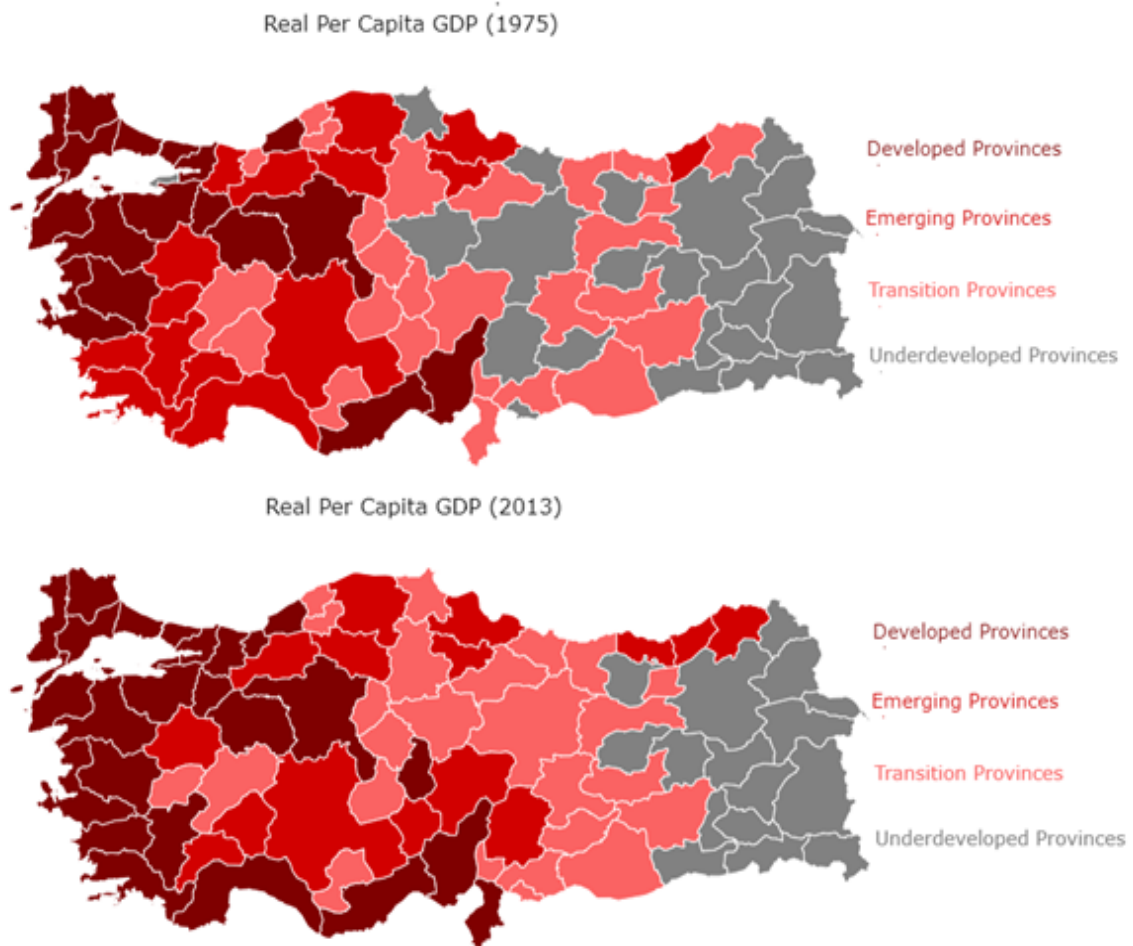 Real Per Capita GDP (1975)
Developed Provinces
Emerging Provinces
Transition Provinces
Underdeveloped Provinces
Real Per Capita GDP (2013)
Developed Provinces
Emerging Provinces
Transition Provinces
Underdeveloped Provinces